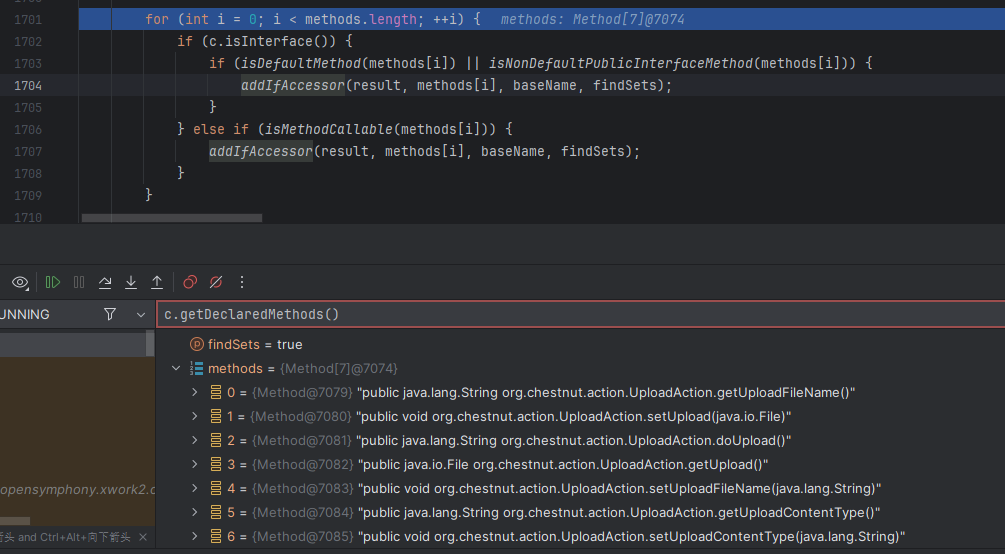 1701 for (int i = 0; i < methods.length; ++i) { methods: Method[7]@7074
1702 if (c.isInterface()) {
1703 if (isDefaultMethod(methods[i]) || isNonDefaultPublicInterfaceMethod(methods[i])) {
1704 addIfAccessor(result, methods[i], baseName, findSets);
1705 }
1706 } else if (isMethodCallable(methods[i])) {
1707 addIfAccessor(result, methods[i], baseName, findSets);
1708 }
1709 }
1710
UNNING
c.getDeclaredMethods()
findSets = true
methods = {Method[7]@7074}
0 = {Method@7079} "public java.lang.String org.chestnut.action.UploadAction.getUploadFileName()"
1 = {Method@7080} "public void org.chestnut.action.UploadAction.setUpload(java.io.File)"
2 = {Method@7081} "public java.lang.String org.chestnut.action.UploadAction.doUpload()"
3 = {Method@7082} "public java.io.File org.chestnut.action.UploadAction.getUpload()"
4 = {Method@7083} "public void org.chestnut.action.UploadAction.setUploadFileName(java.lang.String)"
opensymphony.xwork2.
5 = {Method@7084} "public java.lang.String org.chestnut.action.UploadAction.getUploadContentType()"
箭头 and Ctrl+Alt+向下箭头
6 = {Method@7085} "public void org.chestnut.action.UploadAction.setUploadContentType(java.lang.String)"